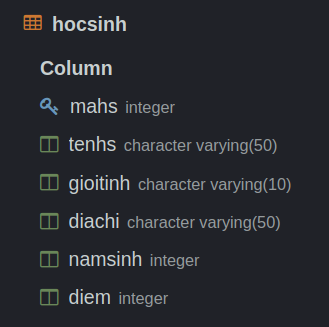 hocsinh
Column
mahs integer
tenhs character varying(50)
gioitinh character varying(10)
diachi character varying(50)
namsinh integer
diem integer